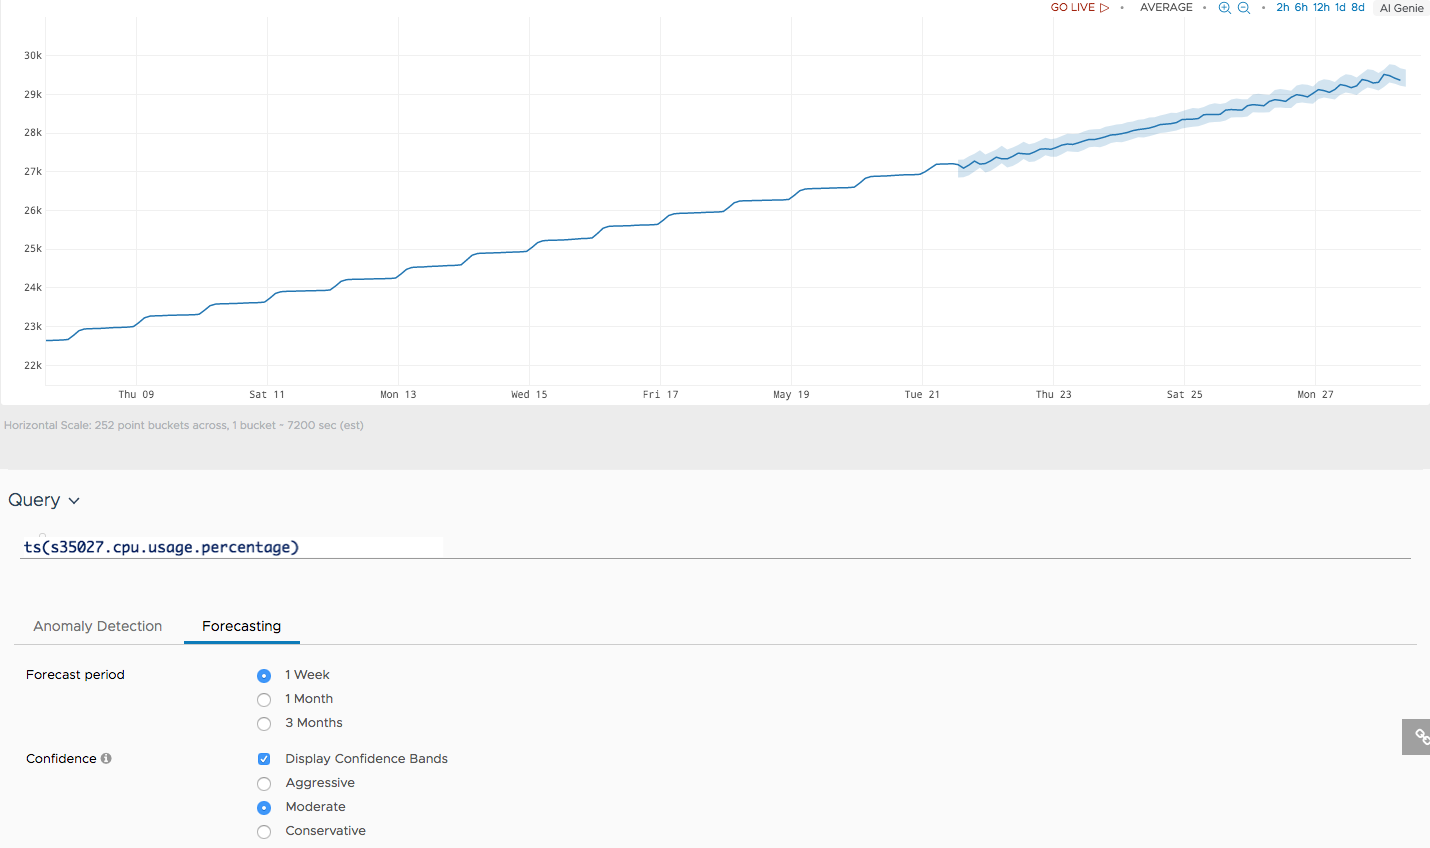 GO LIVE ▷ • AVERAGE • • 2h 6h 12h 1d 8d AI Genie
30k
29k
28k
27k
26k
25k
24k
23k
22k
Thu 09 Sat 11 Mon 13 Wed 15 Fri 17 May 19 Tue 21 Thu 23 Sat 25 Mon 27
Horizontal Scale: 252 point buckets across, 1 bucket ~ 7200 sec (est)
Query
ts(s35027.cpu.usage.percentage)
Anomaly Detection Forecasting
Forecast period 1 Week
1 Month
3 Months
Confidence Display Confidence Bands
Aggressive
Moderate
Conservative